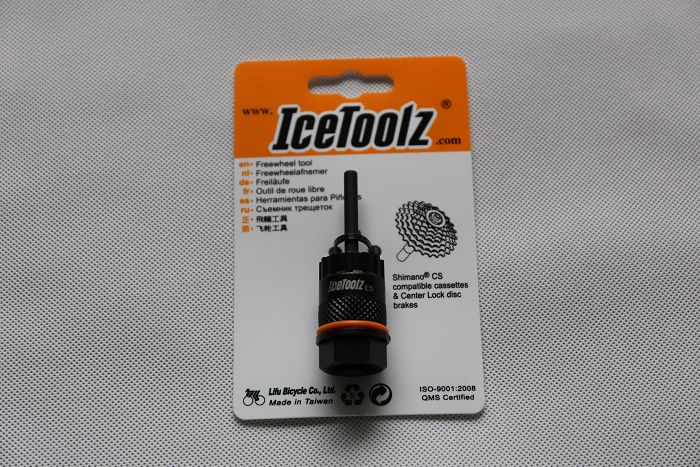 www.
IceToolz®
.com
en- Freewheel tool
nl- Freewheelafnemer
de- Freiläufe
fr- Outil de roue libre
es- Herramientas para
ru- Съемник трещеток
正- 飛輪工具
简- 飞轮工具
Shimano® CS
compatible cassettes
& Center Lock disc
brakes
IceToolz
Lifu Bicycle Co., Ltd.
Made in Taiwan
5
ISO-9001:2008
QMS Certified